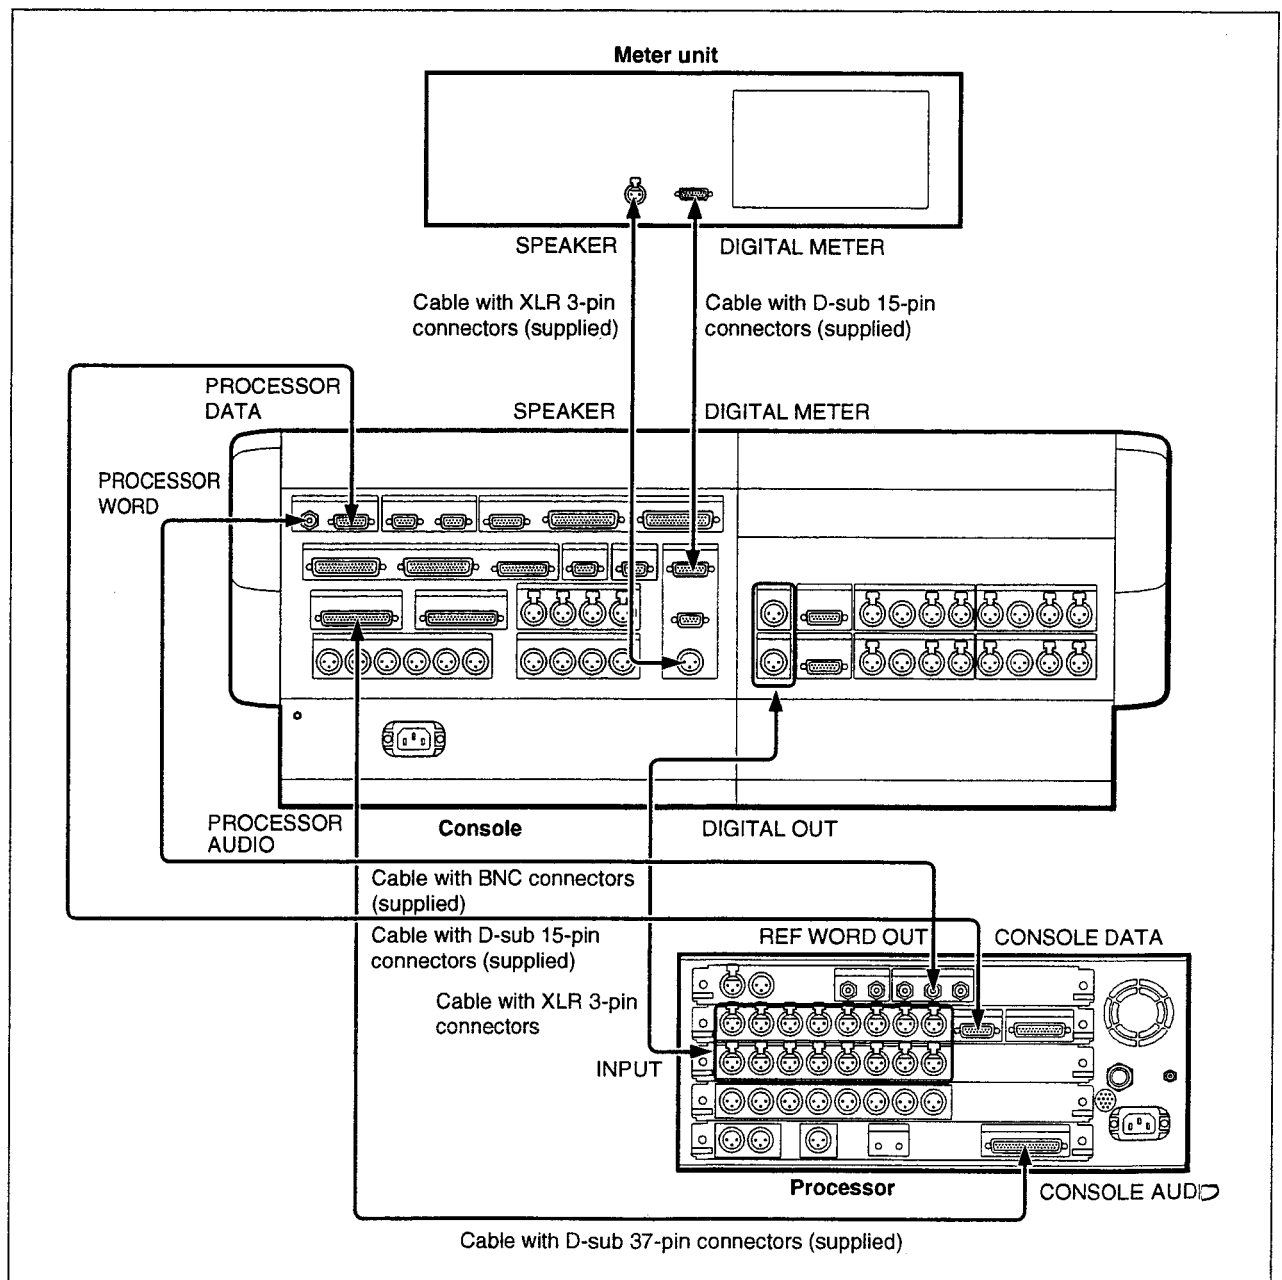 Meter unit
SPEAKER
DIGITAL METER
Cable with XLR 3-pin
connectors (supplied)
Cable with D-sub 15-pin
connectors (supplied)
PROCESSOR
DATA
SPEAKER
DIGITAL METER
PROCESSOR
WORD
PROCESSOR
AUDIO
Console
DIGITAL OUT
Cable with BNC connectors
(supplied)
Cable with D-sub 15-pin
connectors (supplied)
REF WORD OUT
CONSOLE DATA
Cable with XLR 3-pin
connectors
INPUT
Processor
CONSOLE AUDIO
Cable with D-sub 37-pin connectors (supplied)